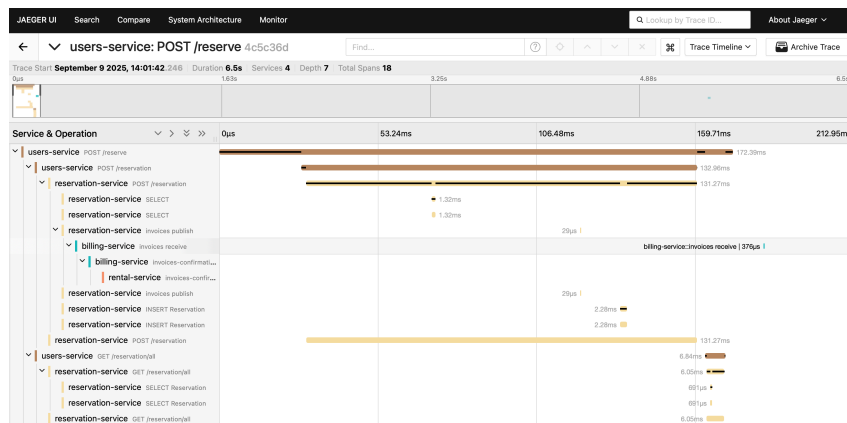 JAEGER UI Search Compare System Architecture Monitor Lookup by Trace ID... About Jaeger
users-service: POST /reserve 4c5c36d Find... Trace Timeline Archive Trace
Trace Start September 9 2025, 14:01:42.246 Duration 6.5s Services 4 Depth 7 Total Spans 18
0μs 1.63s 3.25s 4.88s 6.5s
Service & Operation 0μs 53.24ms 106.48ms 159.71ms 212.95m
users-service POST /reserve 172.39ms
users-service POST /reservation 132.96ms
reservation-service POST /reservation 131.27ms
reservation-service SELECT 1.32ms
reservation-service SELECT 1.32ms
reservation-service invoices publish 29μs
billing-service invoices receive billing-service::invoices receive | 376μs
billing-service invoices-confirmati...
rental-service invoices-confir...
reservation-service invoices publish 29μs
reservation-service INSERT Reservation 2.28ms
reservation-service INSERT Reservation 2.28ms
reservation-service POST /reservation 131.27ms
users-service GET /reservation/all 6.84ms
reservation-service GET /reservation/all 6.05ms
reservation-service SELECT Reservation 691μs
reservation-service SELECT Reservation 691μs
reservation-service GET /reservation/all 6.05ms